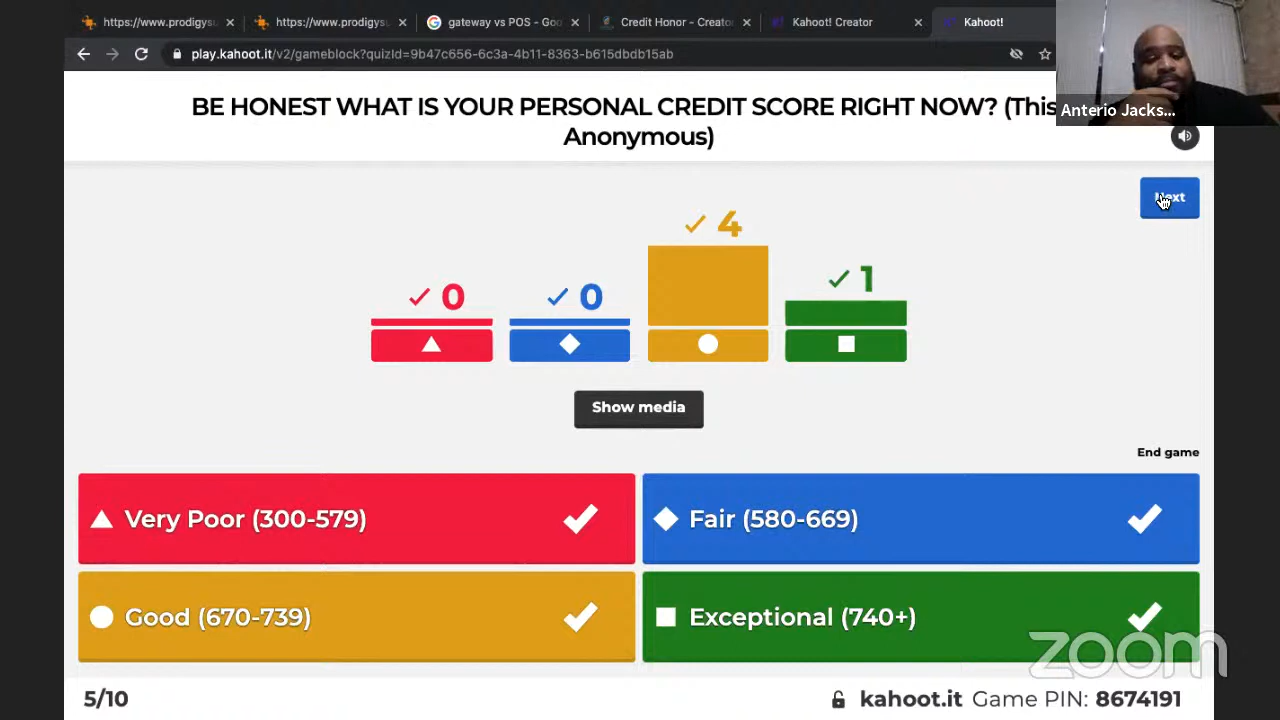 https://www.prodigysu
https://www.prodigysu
gateway vs POS - Goo
Credit Honor - Creator
Kahoot! Creator
Kahoot!
play.kahoot.it/v2/gameblock?quizId=9b47c656-6c3a-4b11-8363-b615dbdb15ab
Anterio Jacks...
BE HONEST WHAT IS YOUR PERSONAL CREDIT SCORE RIGHT NOW? (This
Anonymous)
Next
4
1
0
0
Show media
End game
Very Poor (300-579)
Fair (580-669)
Good (670-739)
Exceptional (740+)
zoom
5/10
kahoot.it Game PIN: 8674191